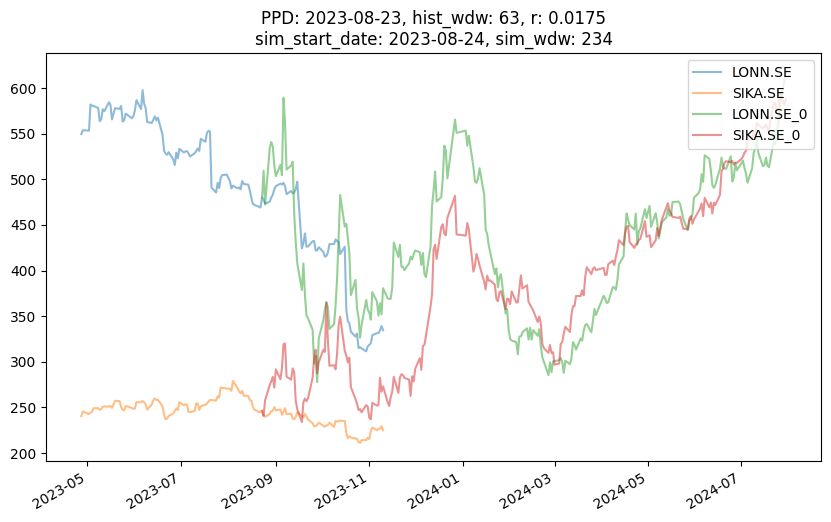 PPD: 2023-08-23, hist_wdw: 63, r: 0.0175
sim_start_date: 2023-08-24, sim_wdw: 234
LONN.SE
SIKA.SE
LONN.SE_0
SIKA.SE_0
600
550
500
450
400
350
300
250
200
2023-05
2023-07
2023-09
2023-11
2024-01
2024-03
2024-05
2024-07